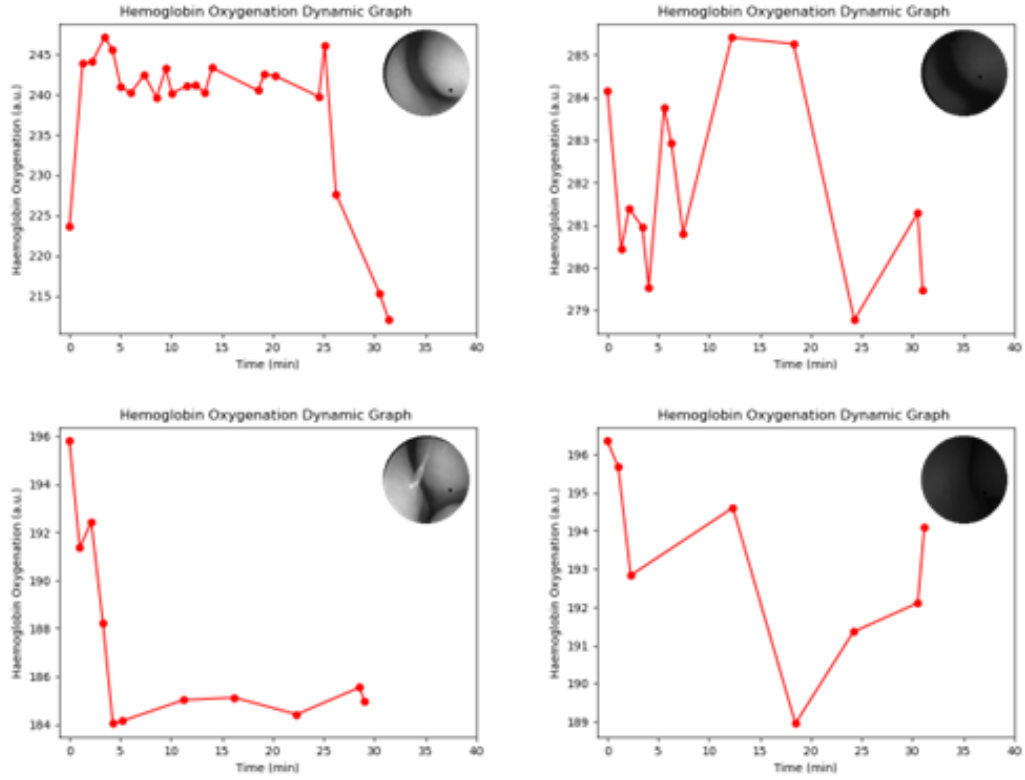 Hemoglobin Oxygenation Dynamic Graph
Haemoglobin Oxygenation (a.u.)
245
240
235
230
225
220
215
0 5 10 15 20 25 30 35 40
Time (min)
Hemoglobin Oxygenation Dynamic Graph
Haemoglobin Oxygenation (a.u.)
285
284
283
282
281
280
279
0 5 10 15 20 25 30 35 40
Time (min)
Hemoglobin Oxygenation Dynamic Graph
Haemoglobin Oxygenation (a.u.)
196
194
192
190
188
186
184
0 5 10 15 20 25 30 35 40
Time (min)
Hemoglobin Oxygenation Dynamic Graph
Haemoglobin Oxygenation (a.u.)
196
195
194
193
192
191
190
189
0 5 10 15 20 25 30 35 40
Time (min)